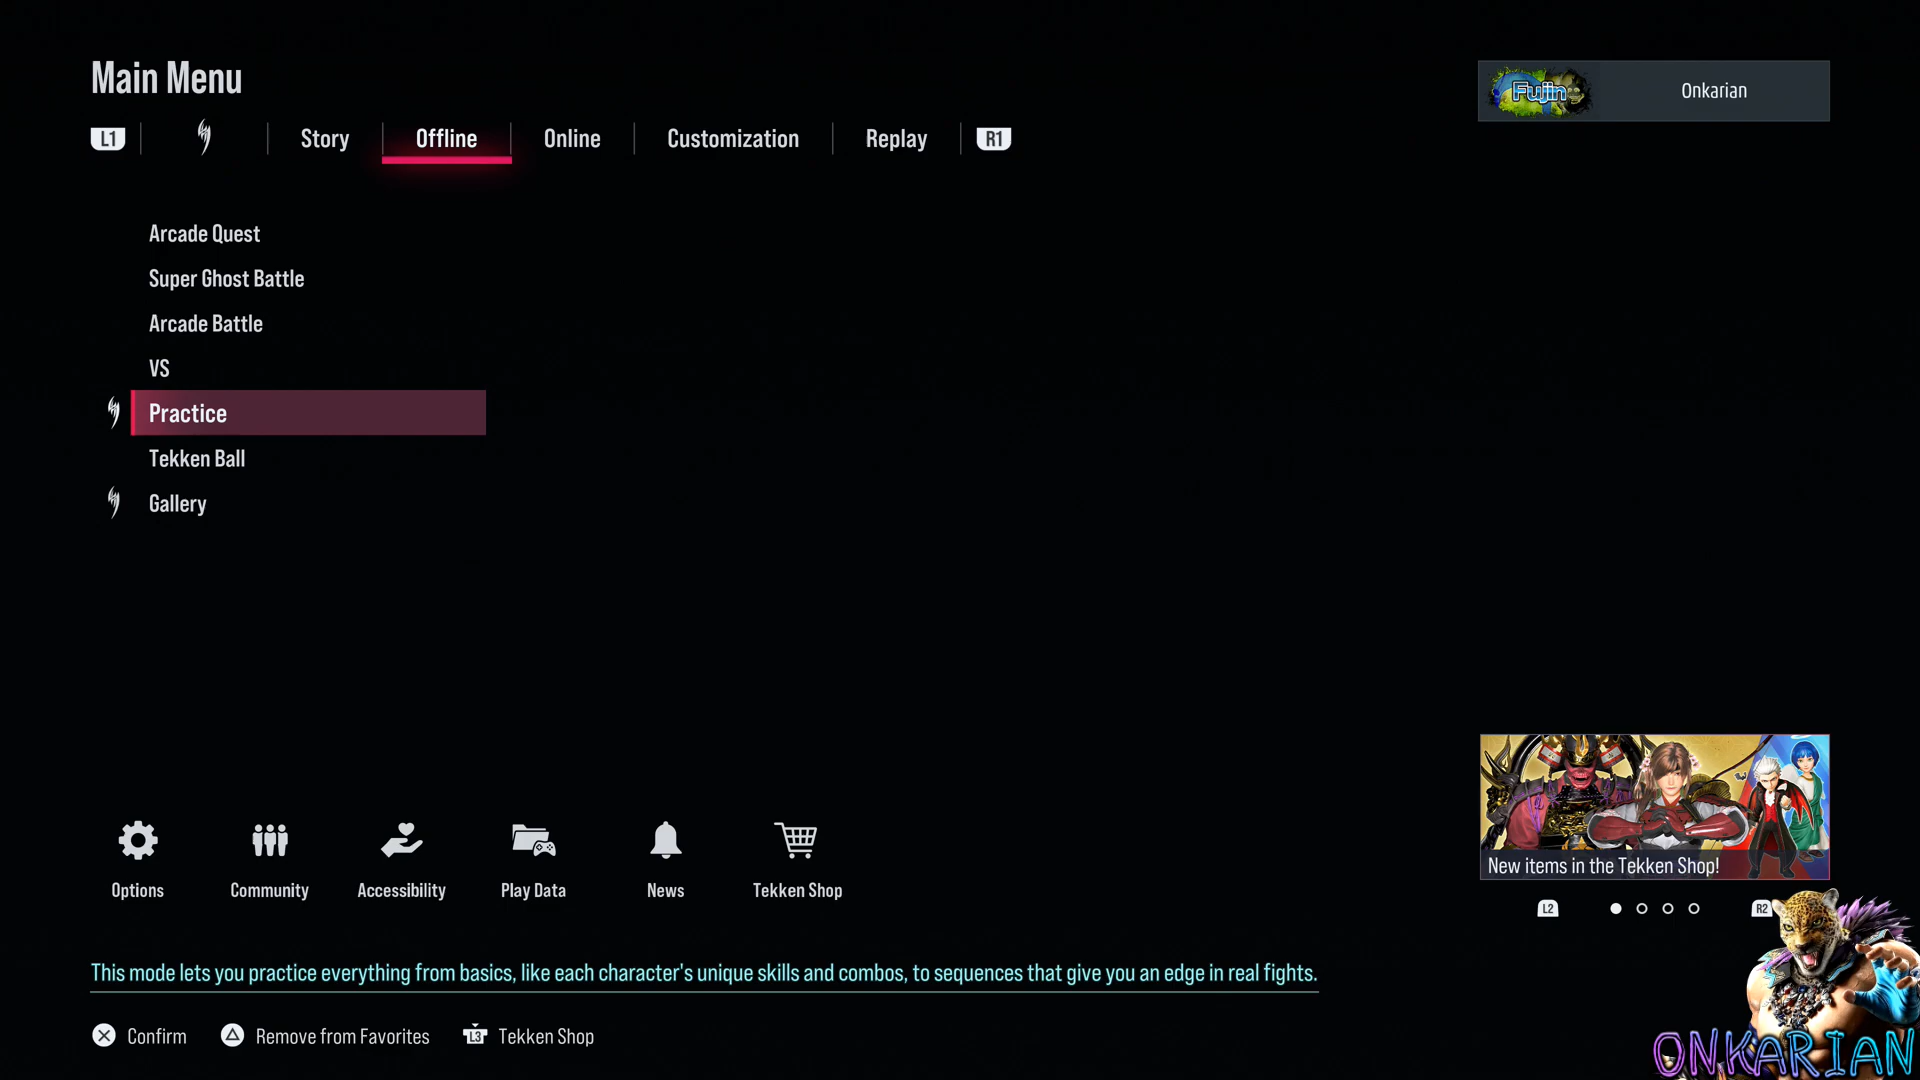 Main Menu
Fujin
Onkarian
L1
Story
Offline
Online
Customization
Replay
R1
Arcade Quest
Super Ghost Battle
Arcade Battle
VS
Practice
Tekken Ball
Gallery
Options
Community
Accessibility
Play Data
News
Tekken Shop
New items in the Tekken Shop!
L2
R2
This mode lets you practice everything from basics, like each character's unique skills and combos, to sequences that give you an edge in real fights.
Confirm
Remove from Favorites
L3
Tekken Shop
ONKARIAN